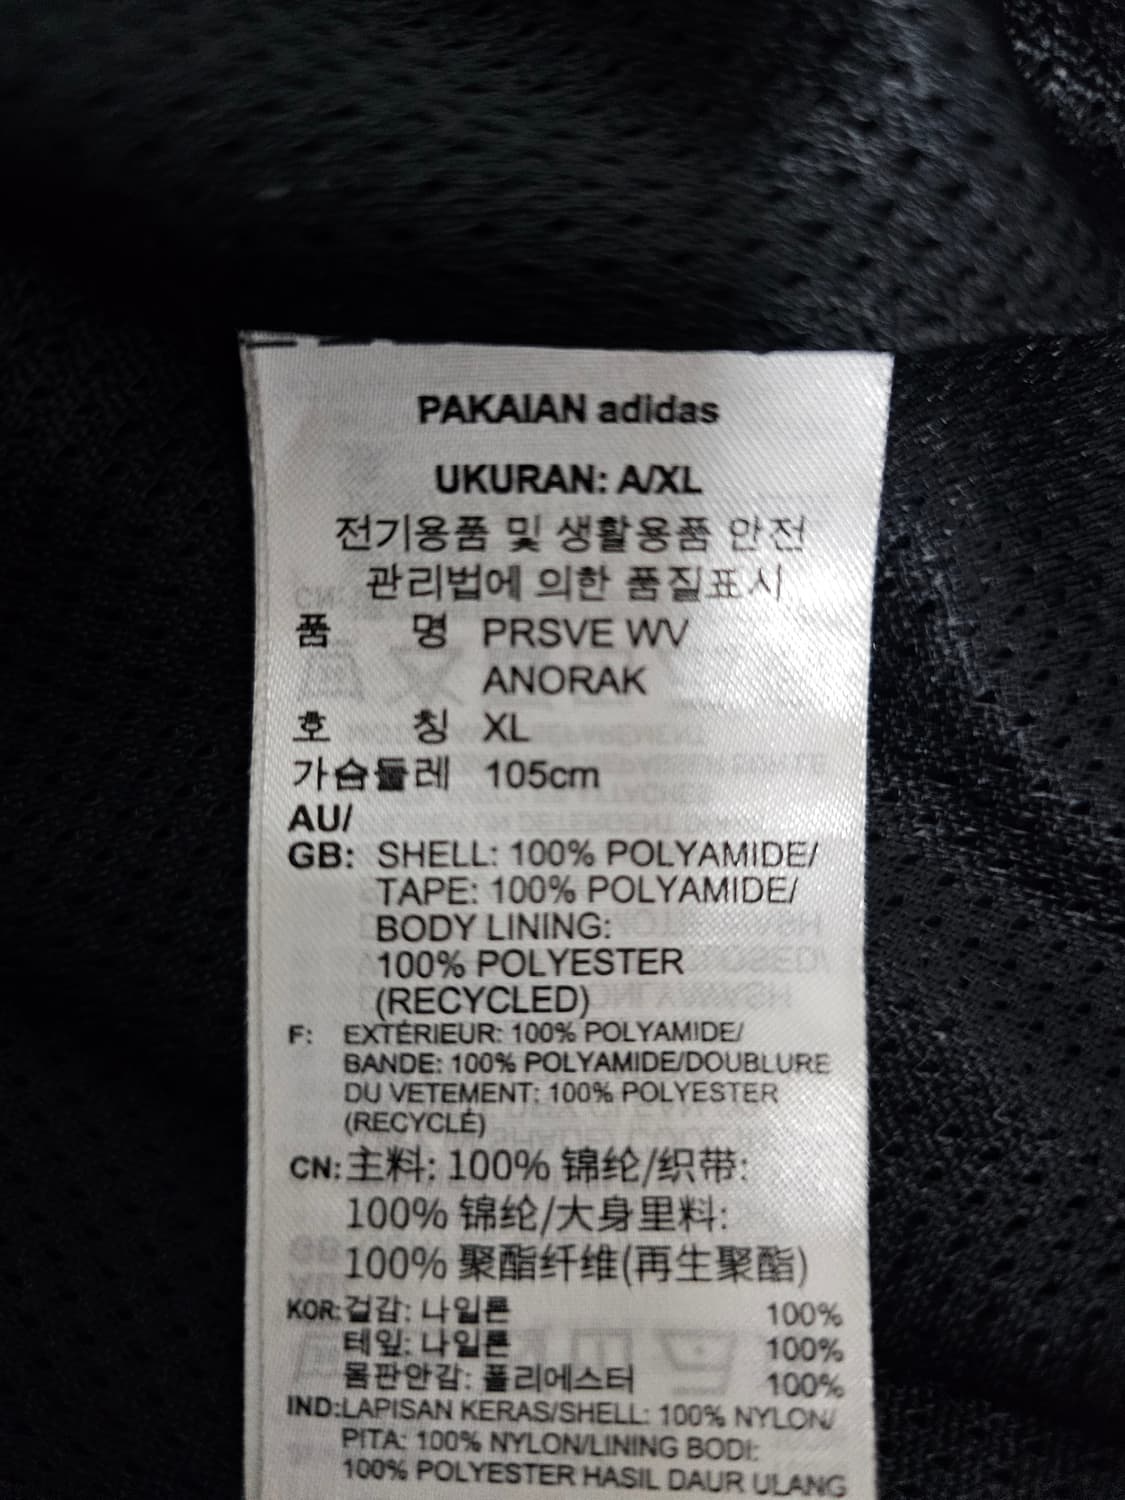 PAKAIAN adidas
UKURAN: A/XL
전기용품 및 생활용품 안전
관리법에 의한 품질표시
품 명 PRSVE WV
ANORAK
호 칭 XL
가슴둘레 105cm
AU/
GB: SHELL: 100% POLYAMIDE/
TAPE: 100% POLYAMIDE/
BODY LINING:
100% POLYESTER
(RECYCLED)
F: EXTÉRIEUR: 100% POLYAMIDE/
BANDE: 100% POLYAMIDE/DOUBLURE
DU VETEMENT: 100% POLYESTER
(RECYCLÉ)
CN: 主料: 100% 锦纶/织带:
100% 锦纶/大身里料:
100% 聚酯纤维(再生聚酯)
KOR: 겉감: 나일론 100%
테잎: 나일론 100%
몸판안감: 폴리에스터 100%
IND: LAPISAN KERAS/SHELL: 100% NYLON/
PITA: 100% NYLON/LINING BODI:
100% POLYESTER HASIL DAUR ULANG